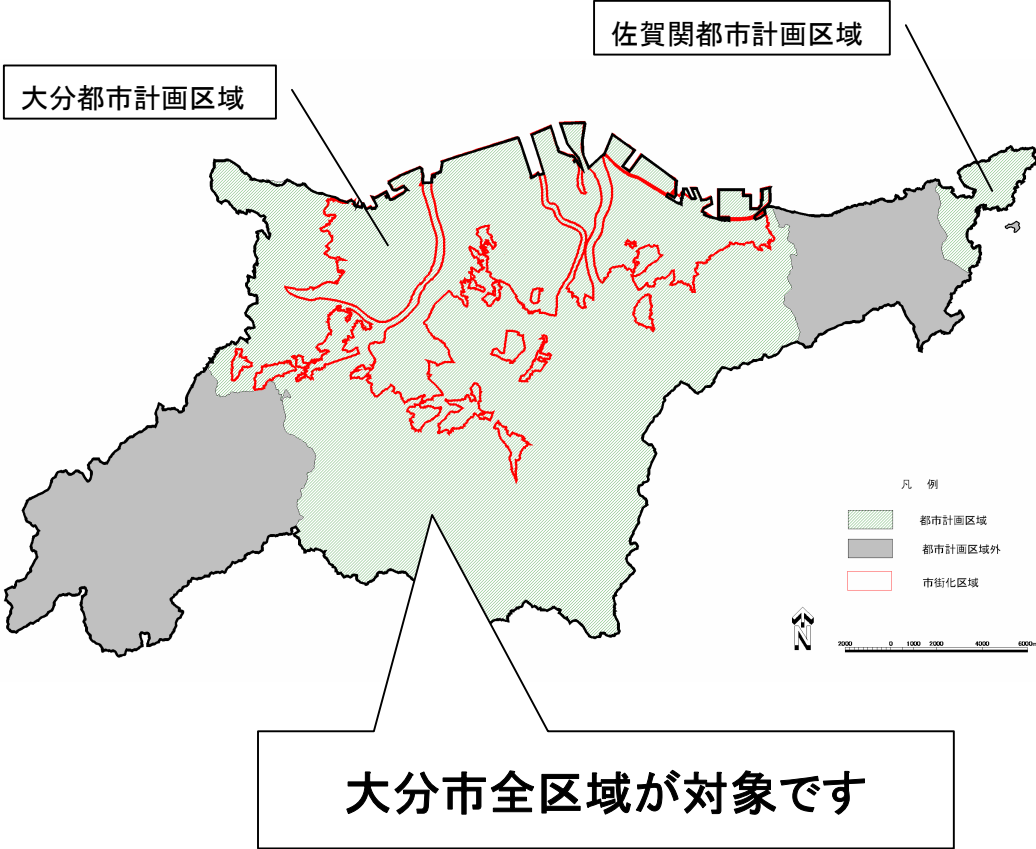 佐賀関都市計画区域
大分都市計画区域
凡 例
都市計画区域
都市計画区域外
市街化区域
N
2000 0 1000 2000 4000 6000m
大分市全区域が対象です